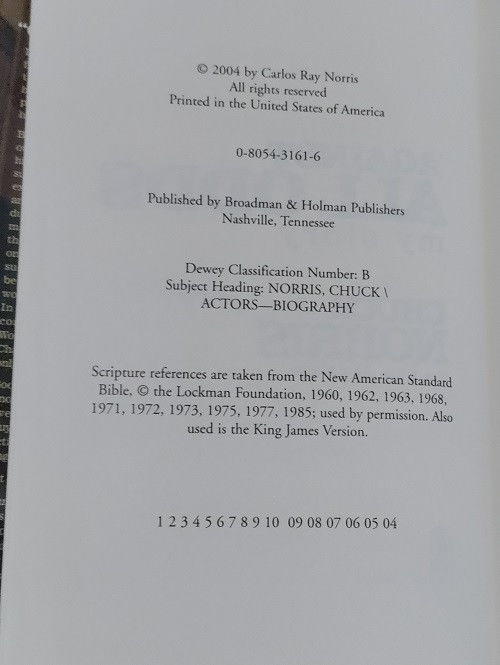 © 2004 by Carlos Ray Norris
All rights reserved
Printed in the United States of America
0-8054-3161-6
Published by Broadman & Holman Publishers
Nashville, Tennessee
Dewey Classification Number: B
Subject Heading: NORRIS, CHUCK \
ACTORS—BIOGRAPHY
Scripture references are taken from the New American Standard
Bible, © the Lockman Foundation, 1960, 1962, 1963, 1968,
1971, 1972, 1973, 1975, 1977, 1985; used by permission. Also
used is the King James Version.
1 2 3 4 5 6 7 8 9 10 09 08 07 06 05 04